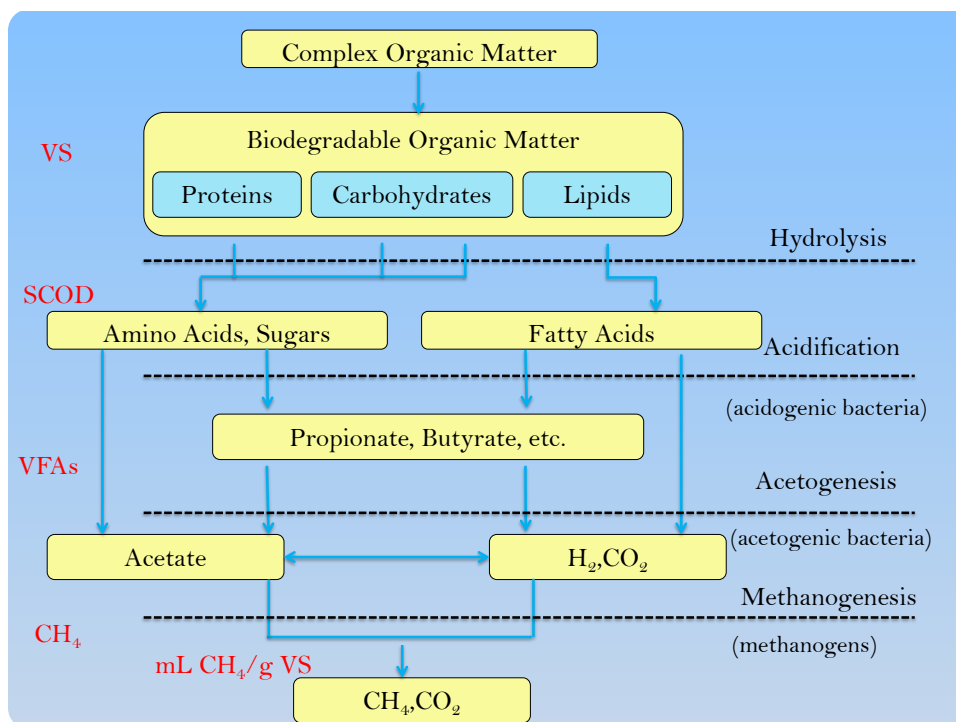 Complex Organic Matter
Biodegradable Organic Matter
VS
Proteins
Carbohydrates
Lipids
Hydrolysis
SCOD
Amino Acids, Sugars
Fatty Acids
Acidification
(acidogenic bacteria)
Propionate, Butyrate, etc.
VFAs
Acetogenesis
(acetogenic bacteria)
Acetate
H₂,CO₂
Methanogenesis
CH₄
(methanogens)
mL CH₄/g VS
CH₄,CO₂